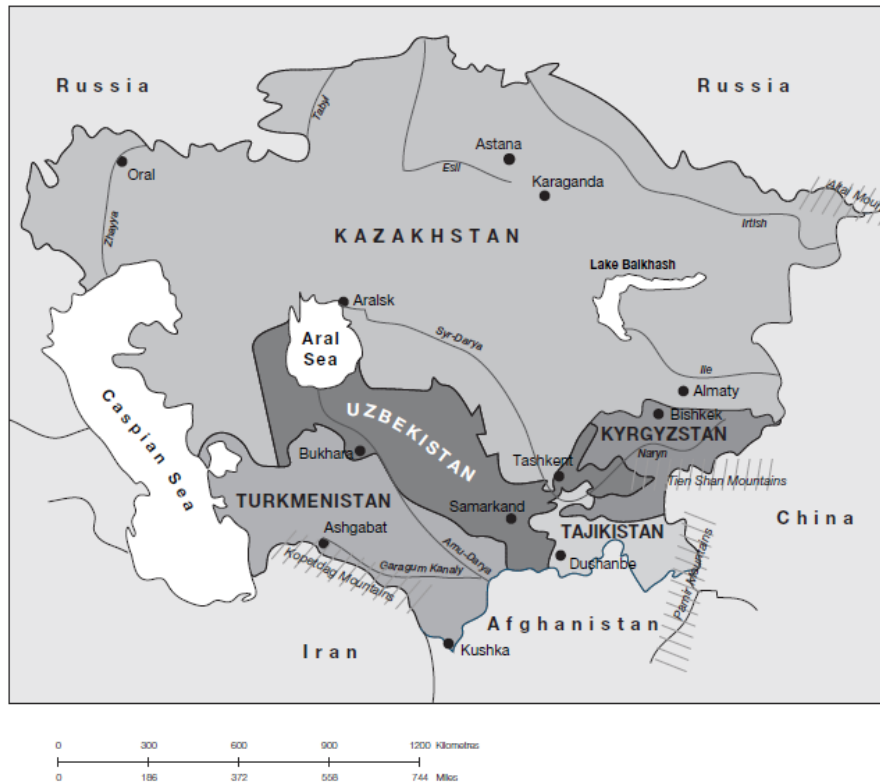 Russia
Russia
Tabyl
Astana
Esil
Oral
Karaganda
Altai Mou
Zhayya
Irtish
KAZAKHSTAN
Lake Balkhash
Aralsk
Aral
Sea
Syr-Darya
Ile
Almaty
Caspian Sea
Bishkek
UZBEKISTAN
KYRGYZSTAN
Bukhara
Naryn
Tashkent
Tien Shan Mountains
TURKMENISTAN
Samarkand
China
Ashgabat
TAJIKISTAN
Amu-Darya
Kopetdag Mountains
Garagum Kanaly
Dushanbe
Pamir Mountains
Afghanistan
Iran
Kushka
0 300 600 900 1200 Kilometres
0 186 372 558 744 Miles